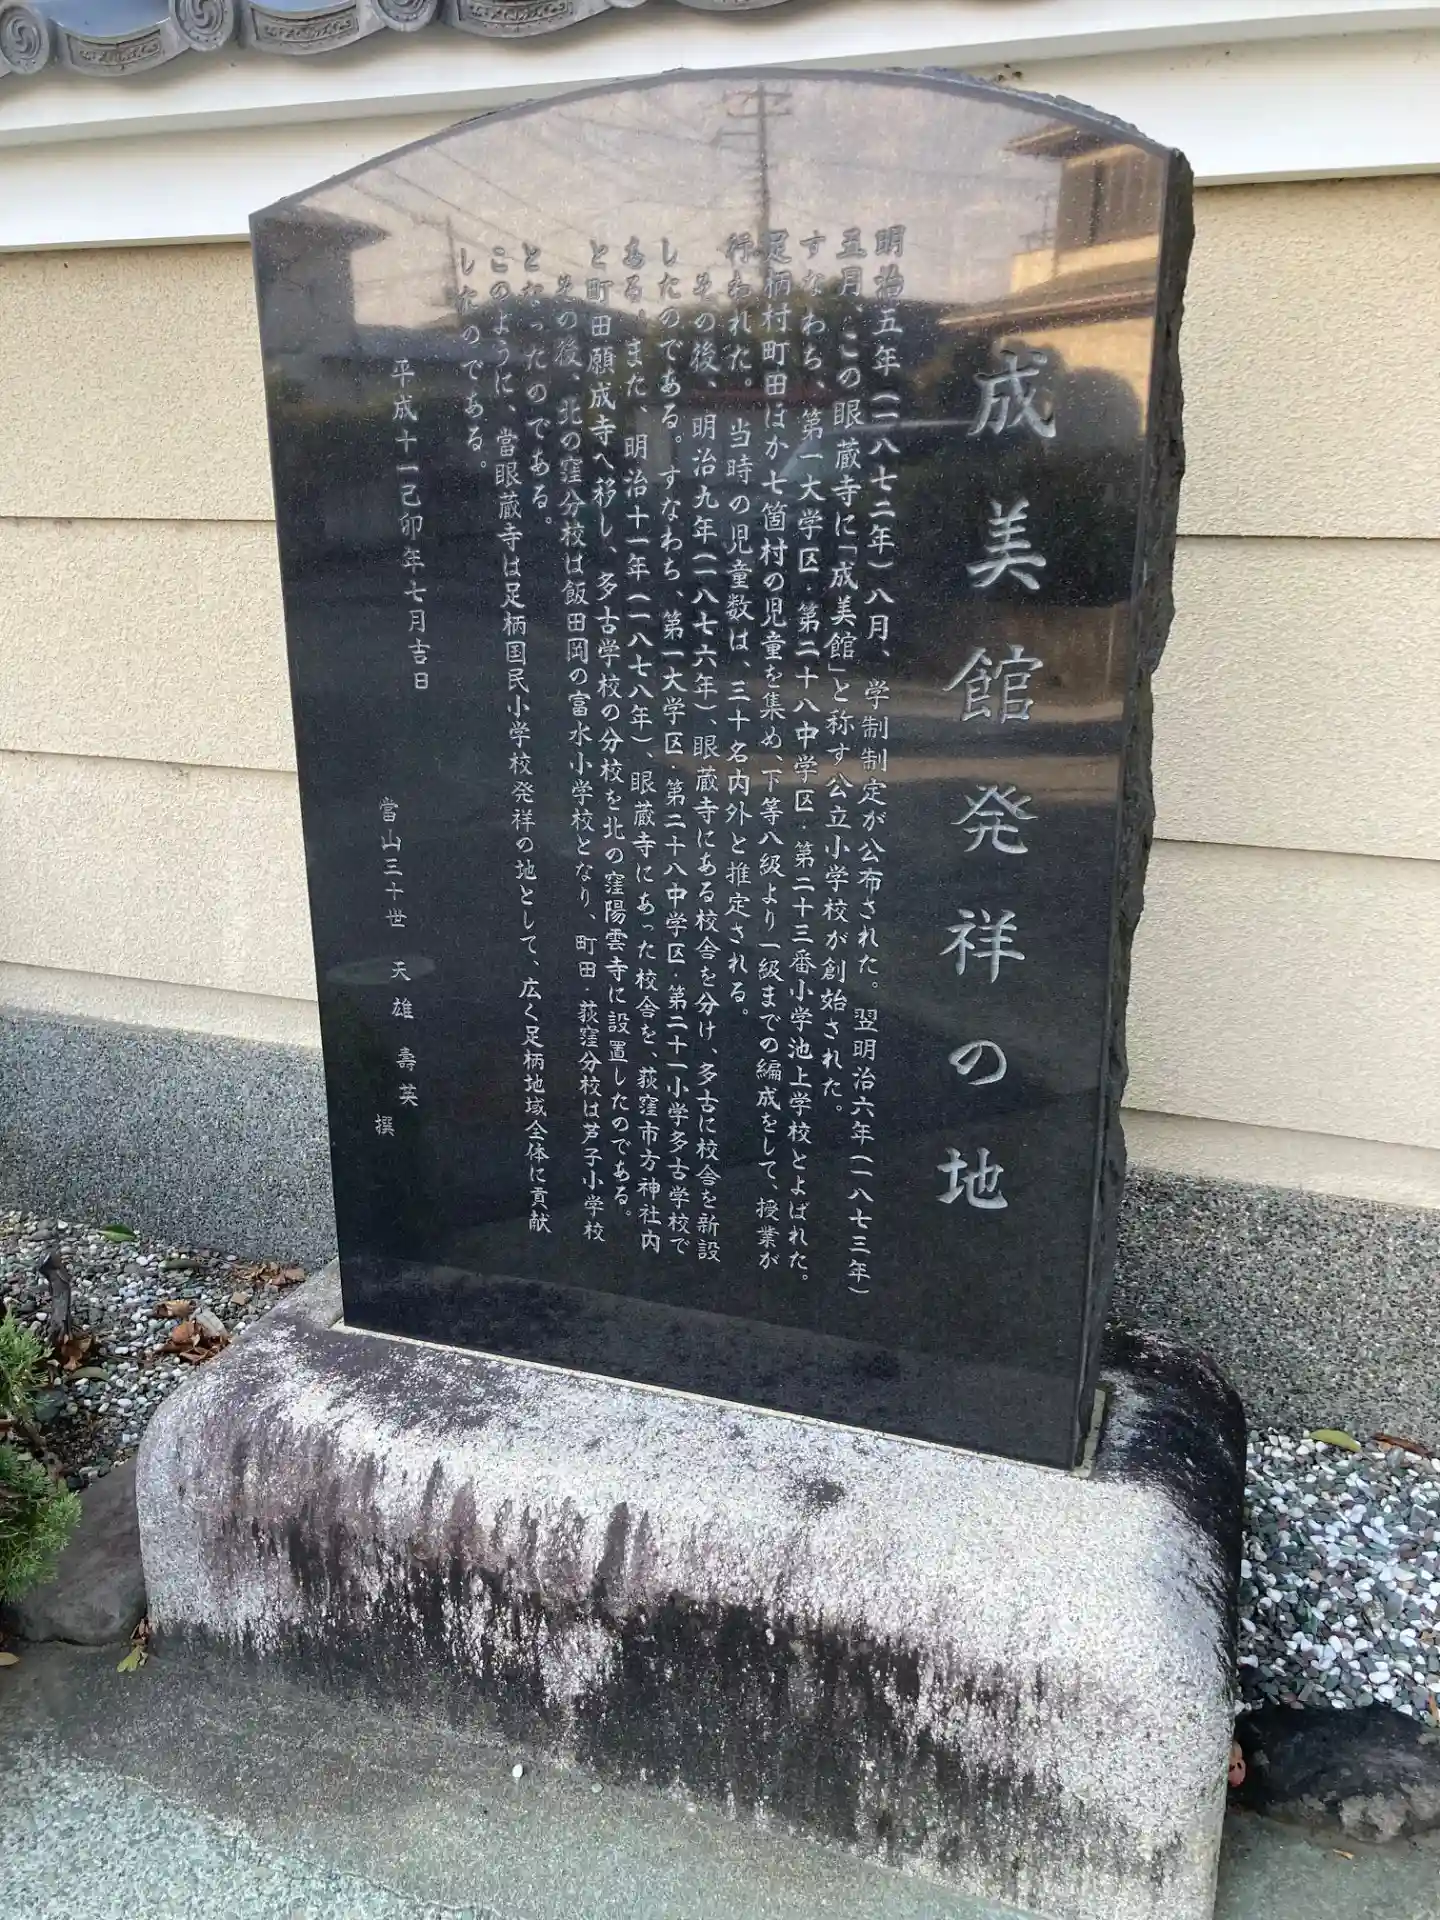 成美館発祥の地
明治五年(一八七二年)八月、学制制定が公布された。翌明治六年(一八七三年)
五月、この眼蔵寺に「成美館」と称す公立小学校が創始された。
すなわち、第一大学区・第二十八中学区・第二十三番小学池上学校とよばれた。
足柄村町田ほか七箇村の児童を集め、下等八級より一級までの編成をして、授業が
行われた。当時の児童数は、三十名内外と推定される。
その後、明治九年(一八七六年)、眼蔵寺にある校舎を分け、多古に校舎を新設
したのである。すなわち、第一大学区・第二十八中学区・第二十一小学多古学校で
ある。また、明治十一年(一八七八年)、眼蔵寺にあった校舎を、荻窪市方神社内
と町田願成寺へ移し、多古学校の分校を北の窪陽雲寺に設置したのである。
その後、北の窪分校は飯田岡の富水小学校となり、町田・荻窪分校は芦子小学校
となったのである。
このように、當眼蔵寺は足柄国民小学校発祥の地として、広く足柄地域全体に貢献
したのである。
平成十一己卯年七月吉日
當山三十世 天雄壽英 撰